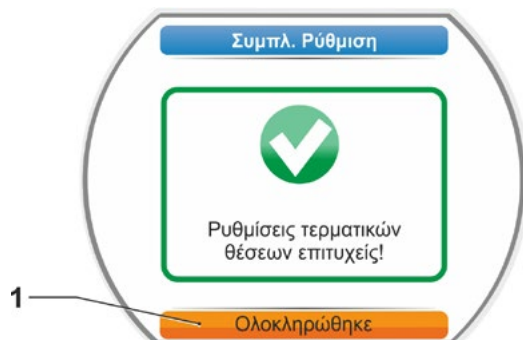 Συμπλ. Ρύθμιση
Ρυθμίσεις τερματικών
θέσεων επιτυχείς!
1
Ολοκληρώθηκε